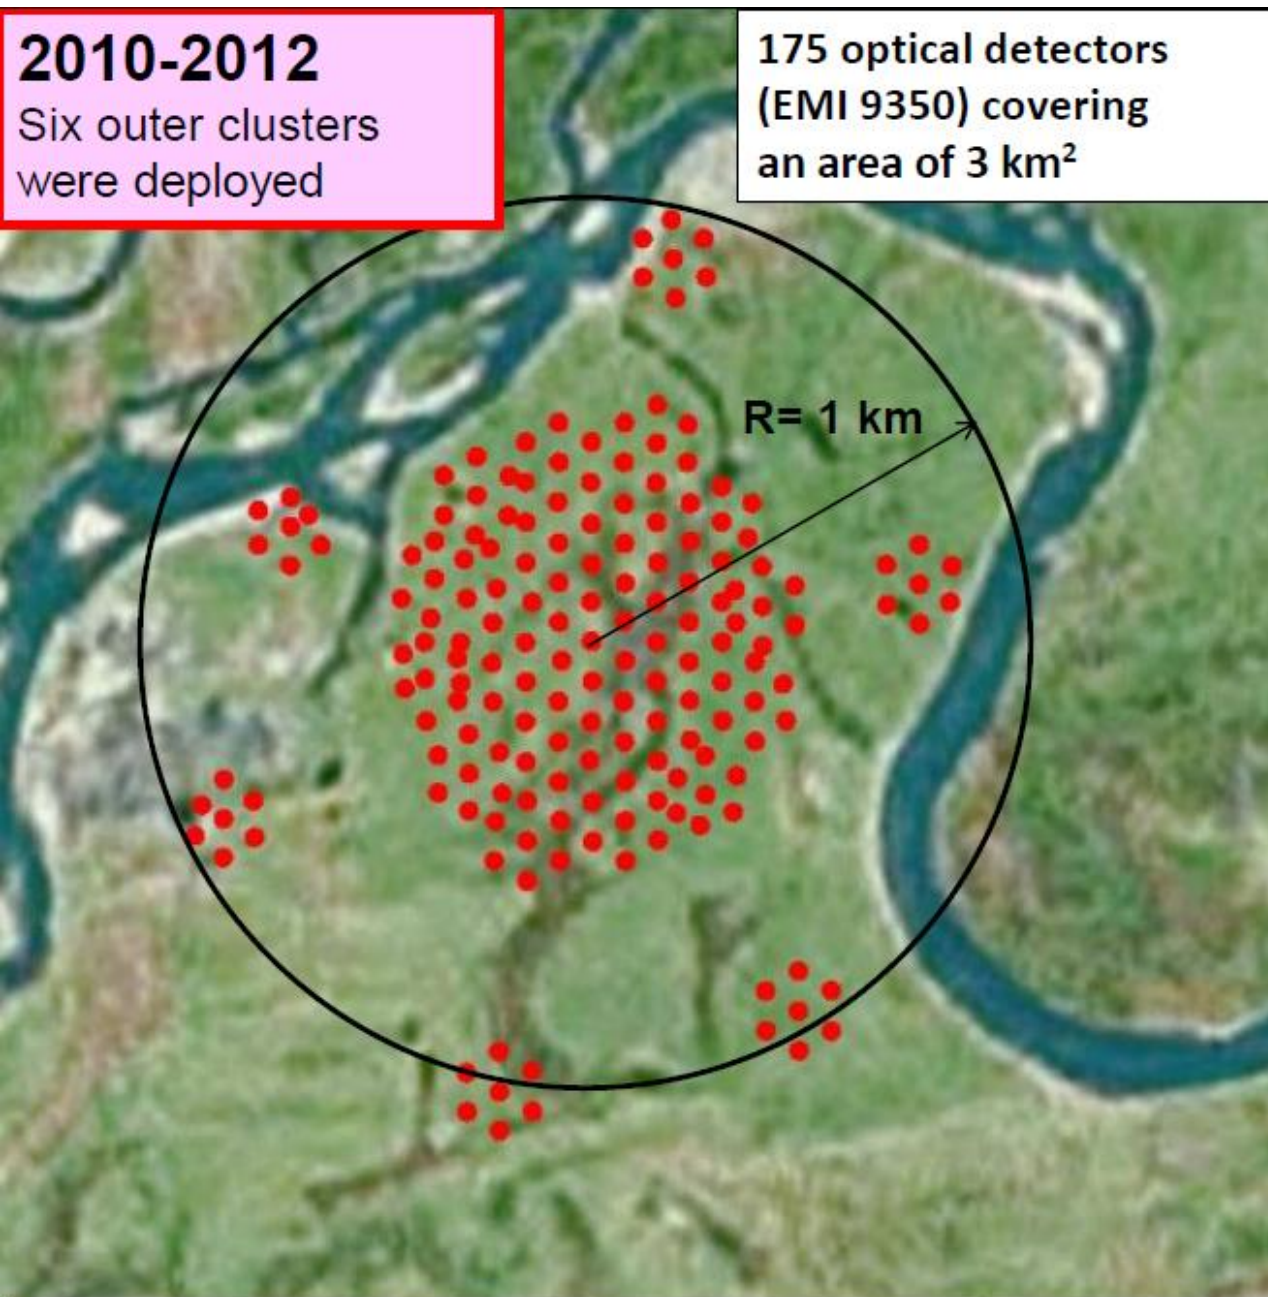 2010-2012
Six outer clusters
were deployed
175 optical detectors
(EMI 9350) covering
an area of 3 km²
R= 1 km